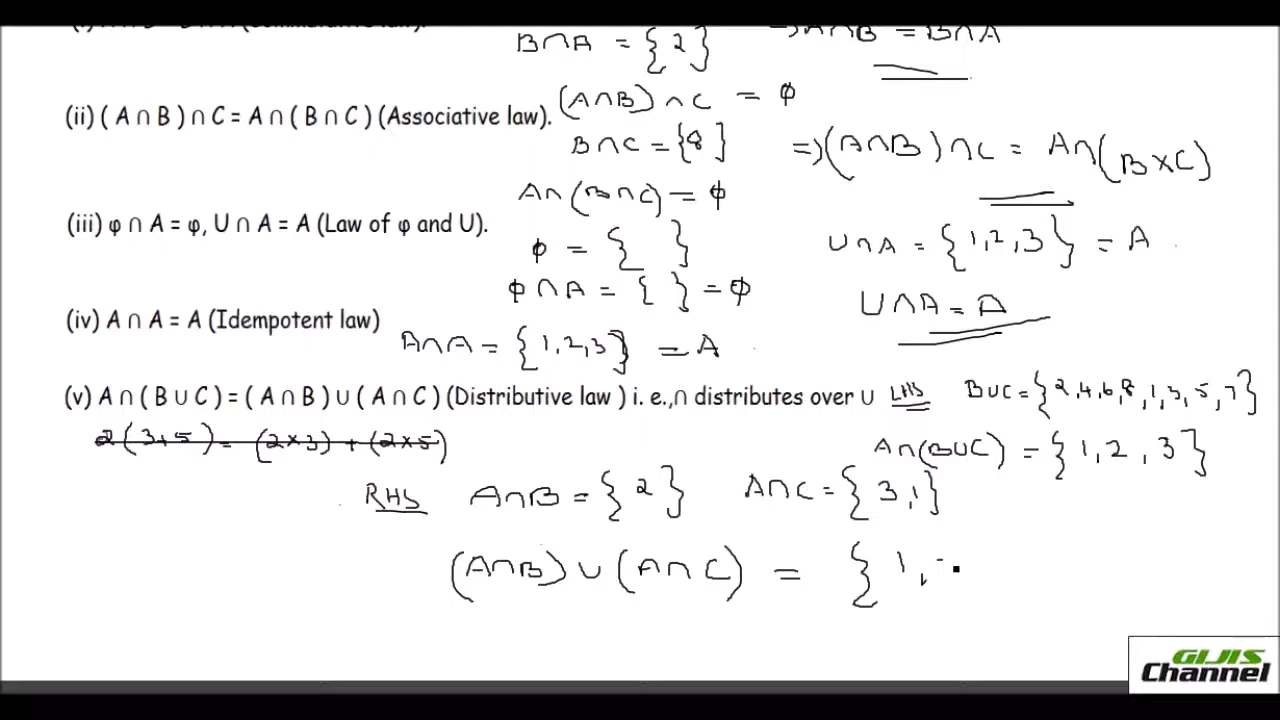 B∩A = {2} ⇒ A∩B = B∩A
(A∩B)∩C = φ
(ii) ( A ∩ B ) ∩ C = A ∩ ( B ∩ C ) (Associative law).
B∩C = {8} ⇒ (A∩B)∩C = A∩(B×C)
A∩(B∩C) = φ
(iii) φ ∩ A = φ, U ∩ A = A (Law of φ and U).
φ = { } U∩A = {1,2,3} = A
φ∩A = { } = φ U∩A = A
(iv) A ∩ A = A (Idempotent law)
A∩A = {1,2,3} = A
(v) A ∩ ( B ∪ C ) = ( A ∩ B ) ∪ ( A ∩ C ) (Distributive law ) i. e.,∩ distributes over ∪ LHS B∪C = {2,4,6,8,1,3,5,7}
2(3+5) = (2×3) + (2×5) A∩(B∪C) = {1,2,3}
RHS A∩B = {2} A∩C = {3,1}
(A∩B)∪(A∩C) = {1,
GIJIS
Channel